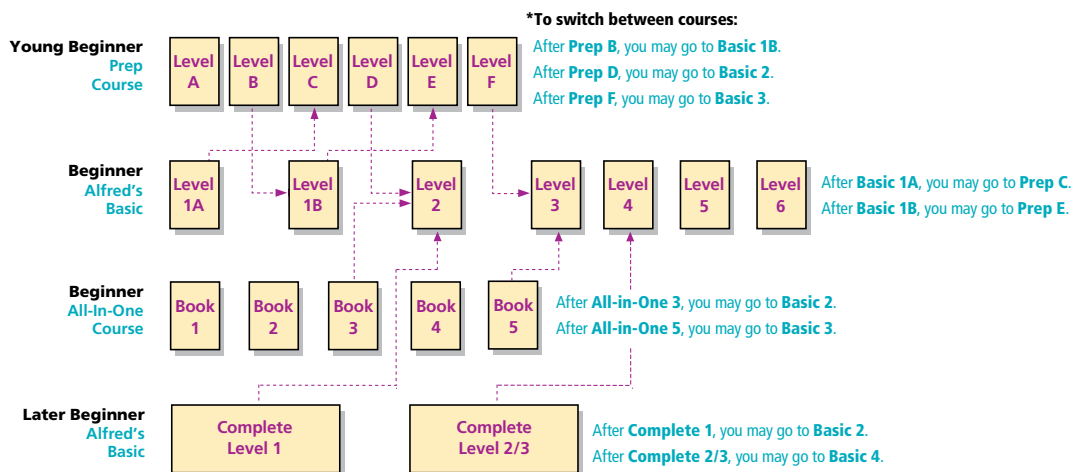 *To switch between courses:
Young Beginner
Prep
Course
Level
A
Level
B
Level
C
Level
D
Level
E
Level
F
After Prep B, you may go to Basic 1B.
After Prep D, you may go to Basic 2.
After Prep F, you may go to Basic 3.
Beginner
Alfred's
Basic
Level
1A
Level
1B
Level
2
Level
3
Level
4
Level
5
Level
6
After Basic 1A, you may go to Prep C.
After Basic 1B, you may go to Prep E.
Beginner
All-In-One
Course
Book
1
Book
2
Book
3
Book
4
Book
5
After All-in-One 3, you may go to Basic 2.
After All-in-One 5, you may go to Basic 3.
Later Beginner
Alfred's
Basic
Complete
Level 1
Complete
Level 2/3
After Complete 1, you may go to Basic 2.
After Complete 2/3, you may go to Basic 4.